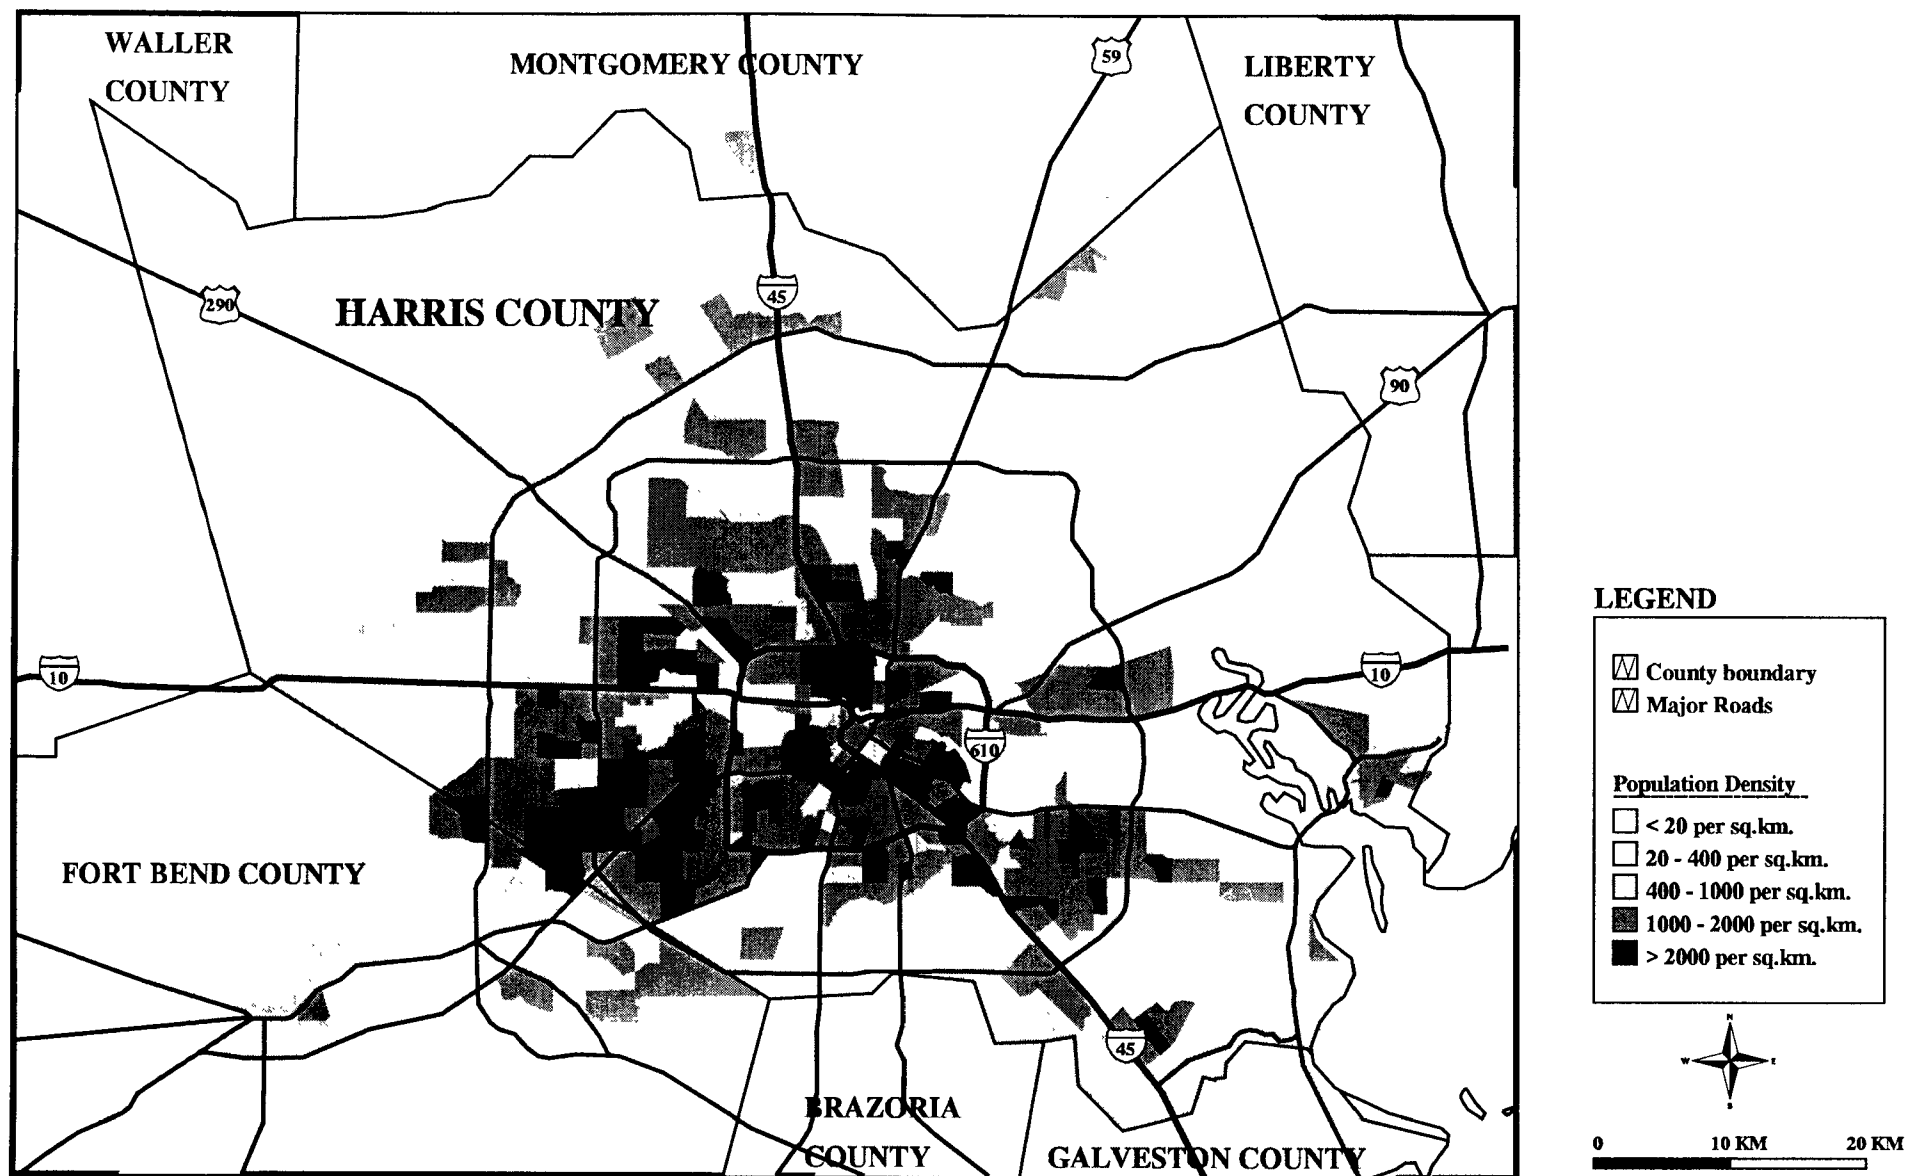 WALLER
COUNTY
MONTGOMERY COUNTY
59
LIBERTY
COUNTY
290
HARRIS COUNTY
45
90
10
10
610
FORT BEND COUNTY
45
BRAZORIA
COUNTY
GALVESTON COUNTY
LEGEND
County boundary
Major Roads
Population Density
< 20 per sq.km.
20 - 400 per sq.km.
400 - 1000 per sq.km.
1000 - 2000 per sq.km.
> 2000 per sq.km.
N
W E
S
0 10 KM 20 KM